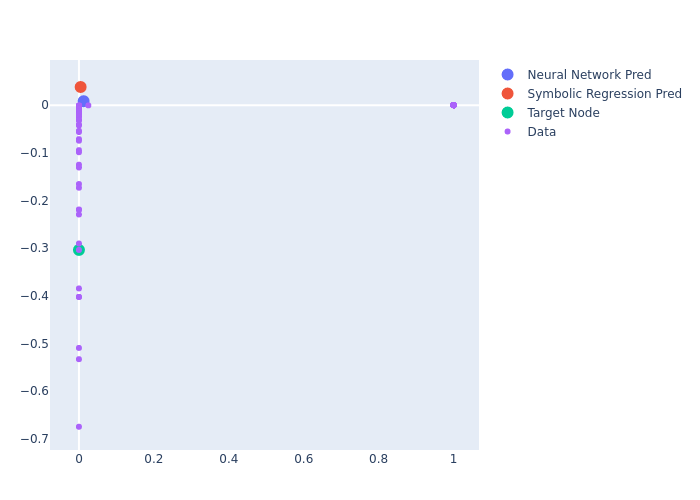 Neural Network Pred
Symbolic Regression Pred
Target Node
Data
0
−0.1
−0.2
−0.3
−0.4
−0.5
−0.6
−0.7
0 0.2 0.4 0.6 0.8 1